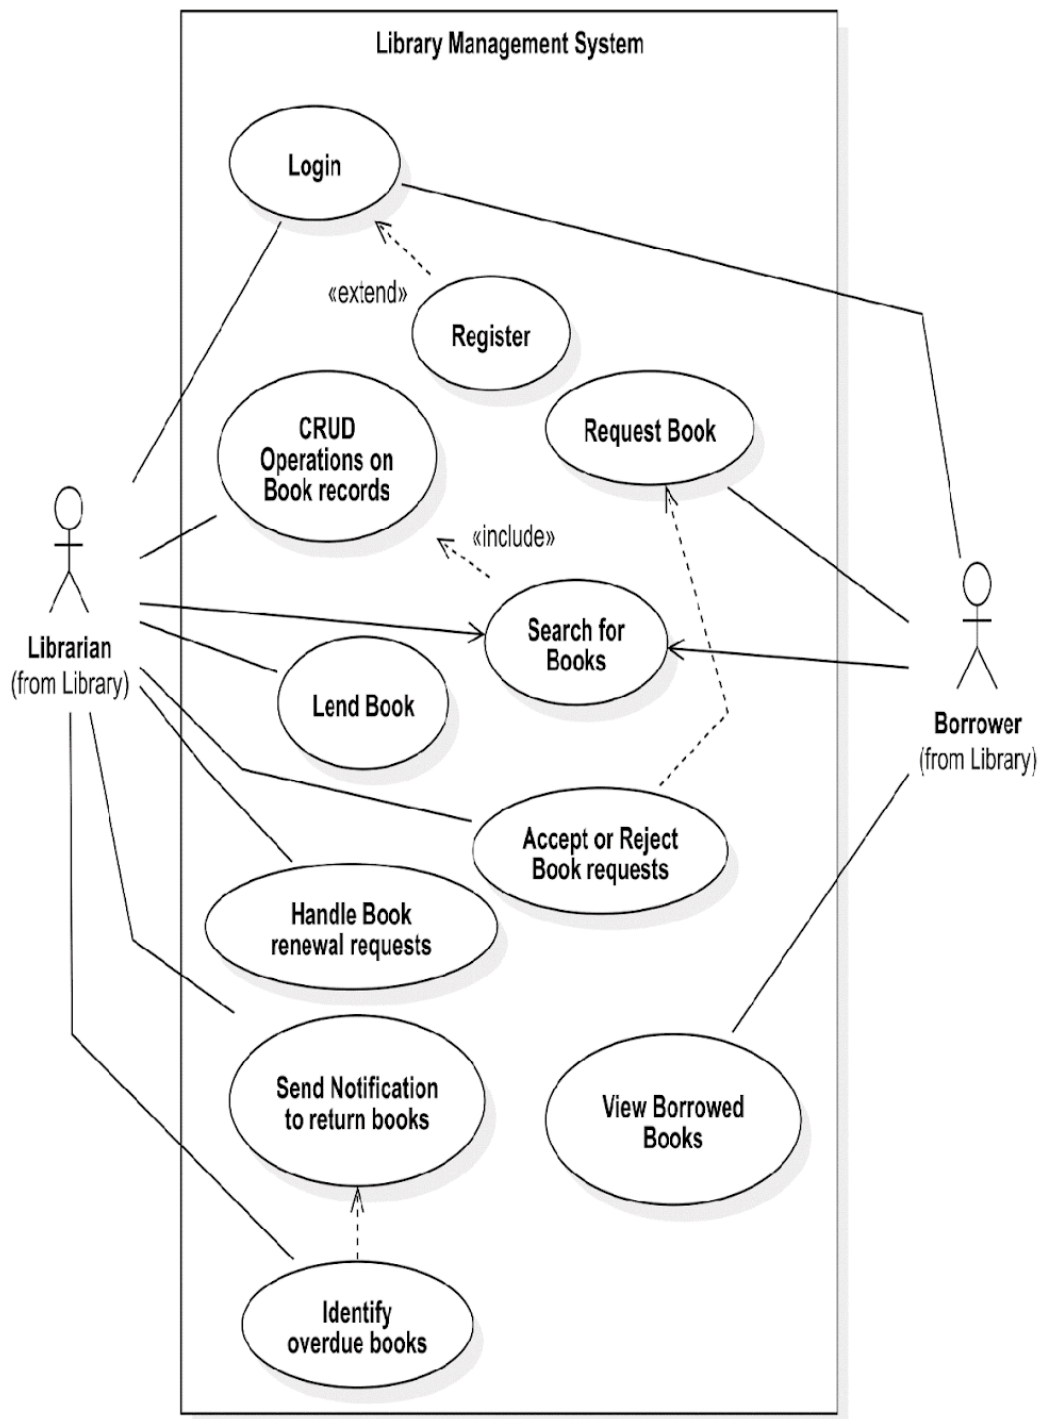 Library Management System
Login
«extend»
Register
CRUD
Operations on
Book records
Request Book
«include»
Search for
Books
Librarian
(from Library)
Lend Book
Borrower
(from Library)
Accept or Reject
Book requests
Handle Book
renewal requests
Send Notification
to return books
View Borrowed
Books
Identify
overdue books